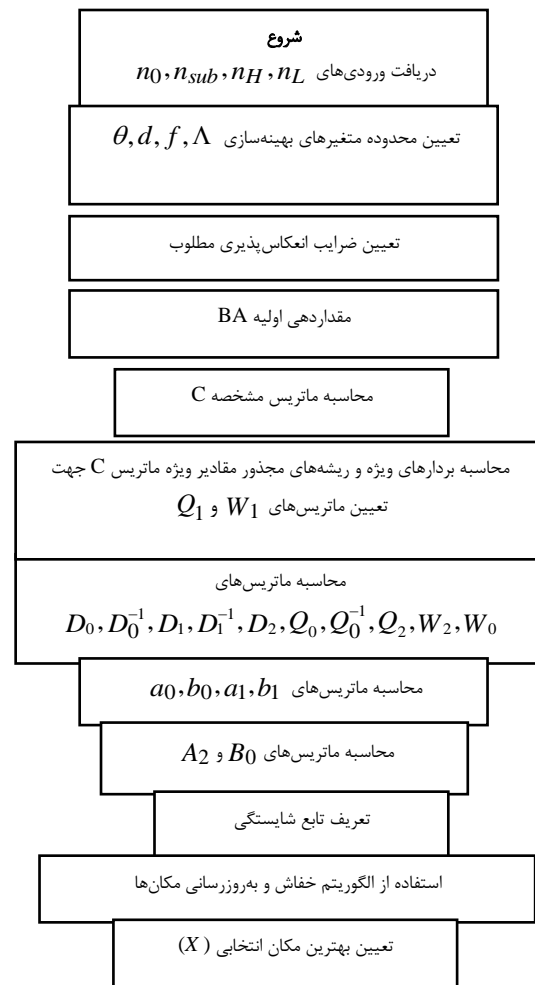 شروع
دریافت ورودی‌های n₀, n_sub, n_H, n_L
تعیین محدوده متغیرهای بهینه‌سازی θ, d, f, Λ
تعیین ضرایب انعکاس‌پذیری مطلوب
مقداردهی اولیه BA
محاسبه ماتریس مشخصه C
محاسبه بردارهای ویژه و ریشه‌های مجذور مقادیر ویژه ماتریس C جهت
تعیین ماتریس‌های W₁ و Q₁
محاسبه ماتریس‌های
D₀, D₀⁻¹, D₁, D₁⁻¹, D₂, Q₀, Q₀⁻¹, Q₂, W₂, W₀
محاسبه ماتریس‌های a₀, b₀, a₁, b₁
محاسبه ماتریس‌های B₀ و A₂
تعریف تابع شایستگی
استفاده از الگوریتم خفاش و به‌روزرسانی مکان‌ها
تعیین بهترین مکان انتخابی (X)